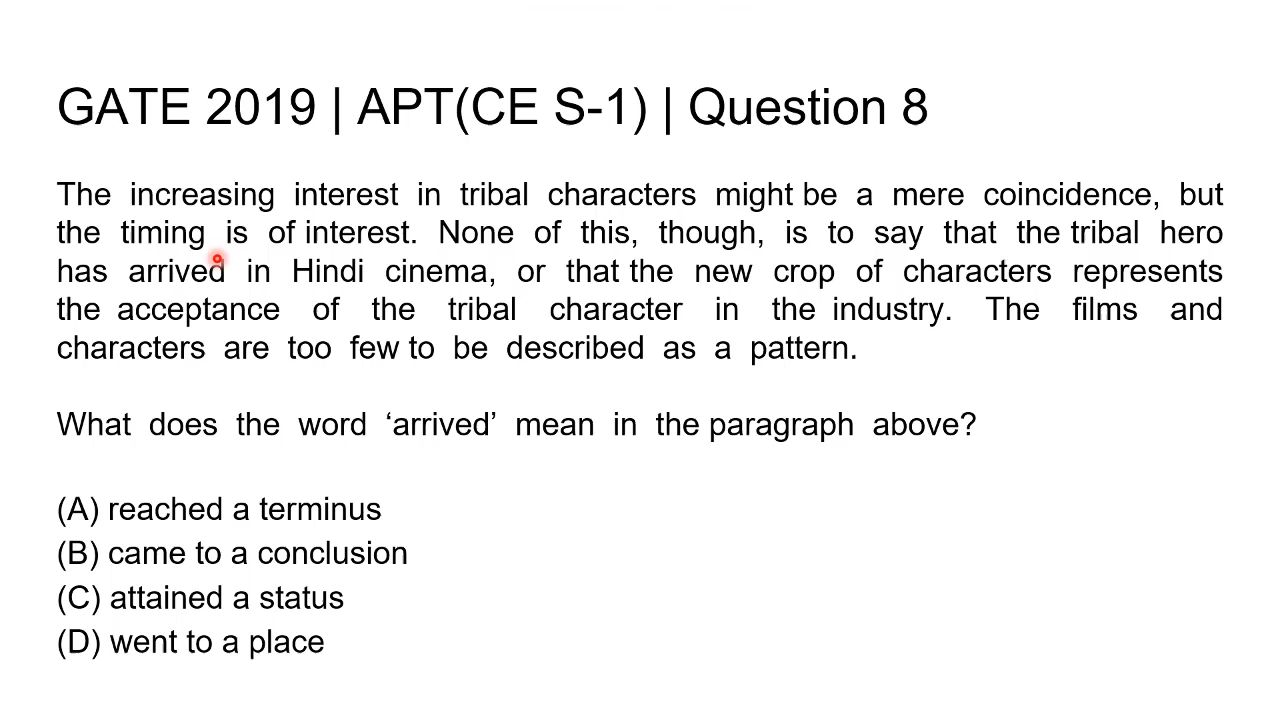 GATE 2019 | APT(CE S-1) | Question 8
The increasing interest in tribal characters might be a mere coincidence, but
the timing is of interest. None of this, though, is to say that the tribal hero
has arrived in Hindi cinema, or that the new crop of characters represents
the acceptance of the tribal character in the industry. The films and
characters are too few to be described as a pattern.
What does the word ‘arrived’ mean in the paragraph above?
(A) reached a terminus
(B) came to a conclusion
(C) attained a status
(D) went to a place